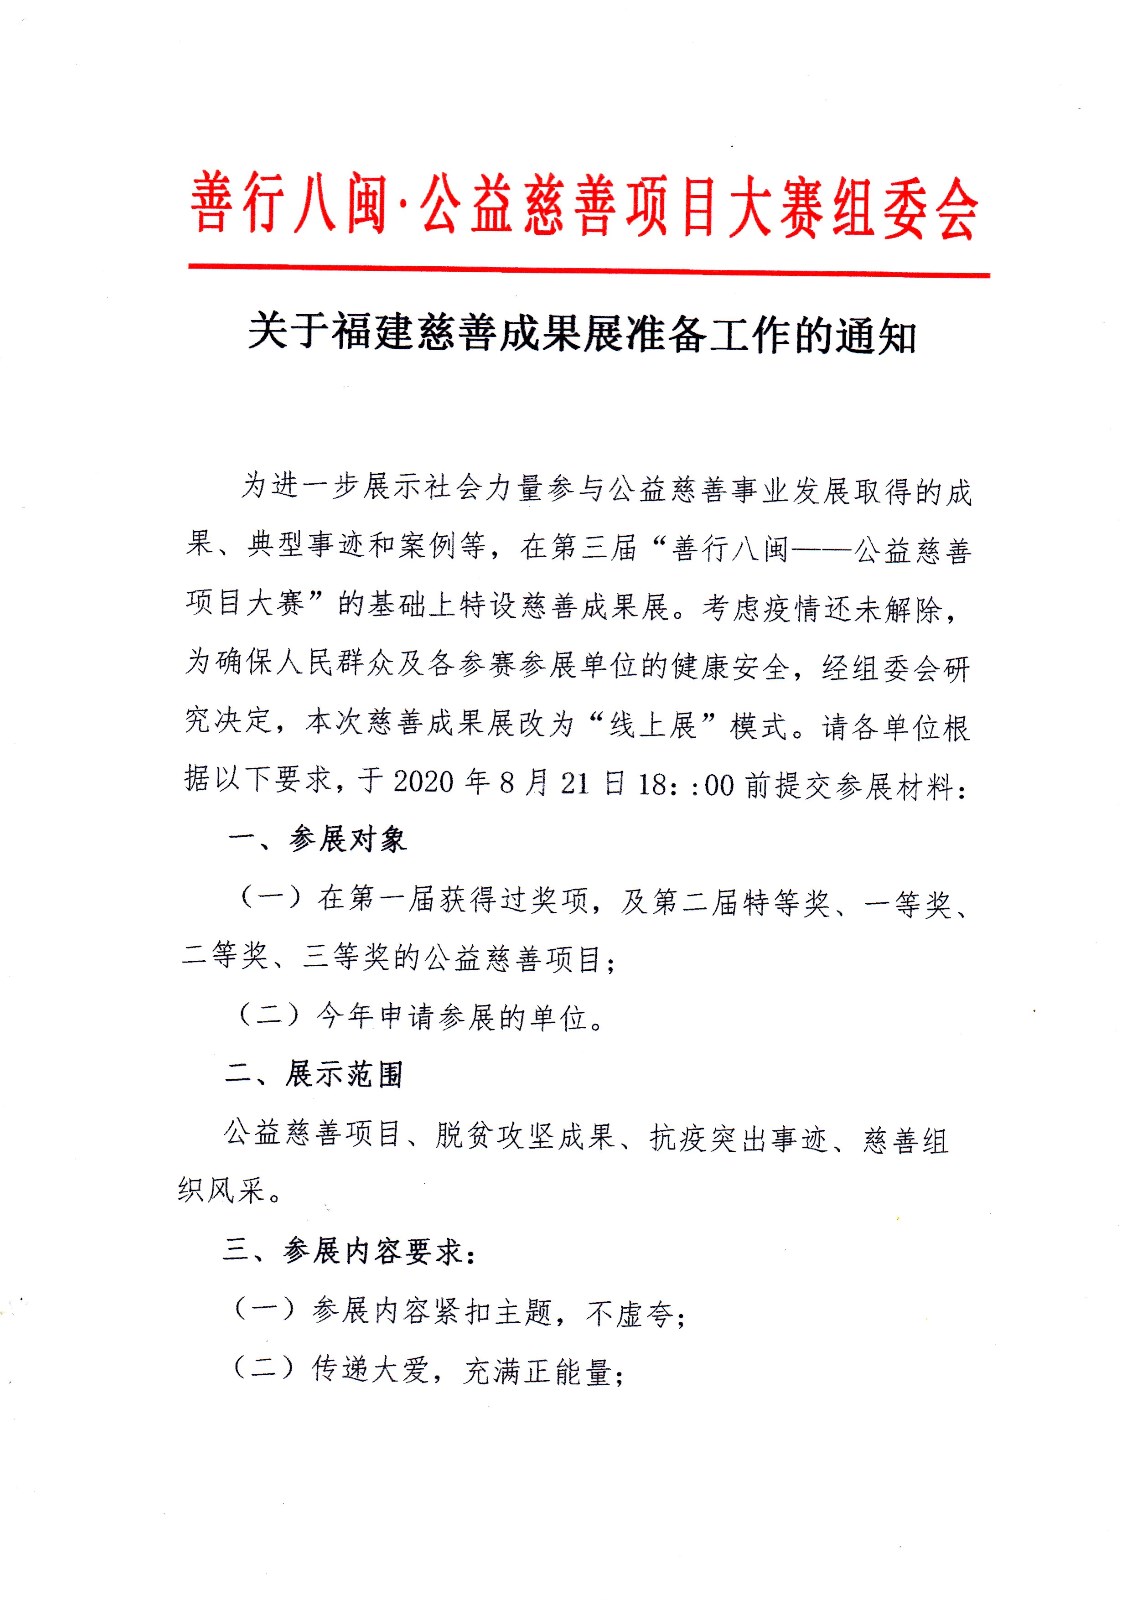 善行八闽·公益慈善项目大赛组委会
关于福建慈善成果展准备工作的通知
为进一步展示社会力量参与公益慈善事业发展取得的成
果、典型事迹和案例等，在第三届“善行八闽——公益慈善
项目大赛”的基础上特设慈善成果展。考虑疫情还未解除，
为确保人民群众及各参赛参展单位的健康安全，经组委会研
究决定，本次慈善成果展改为“线上展”模式。请各单位根
据以下要求，于2020年8月21日18：:00前提交参展材料：
一、参展对象
（一）在第一届获得过奖项，及第二届特等奖、一等奖、
二等奖、三等奖的公益慈善项目；
（二）今年申请参展的单位。
二、展示范围
公益慈善项目、脱贫攻坚成果、抗疫突出事迹、慈善组
织风采。
三、参展内容要求：
（一）参展内容紧扣主题，不虚夸；
（二）传递大爱，充满正能量；